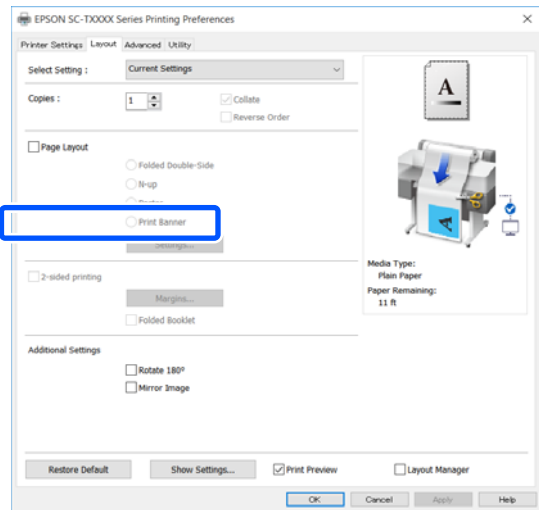 EPSON SC-TXXXX Series Printing Preferences
Printer Settings Layout Advanced Utility
Select Setting : Current Settings
Copies : 1 Collate
Reverse Order
Page Layout
Folded Double-Side
N-up
Print Banner
Settings...
2-sided printing
Margins...
Folded Booklet
Additional Settings
Rotate 180°
Mirror Image
A
A
Media Type:
Plain Paper
Paper Remaining:
11 ft
Restore Default Show Settings... Print Preview Layout Manager
OK Cancel Apply Help